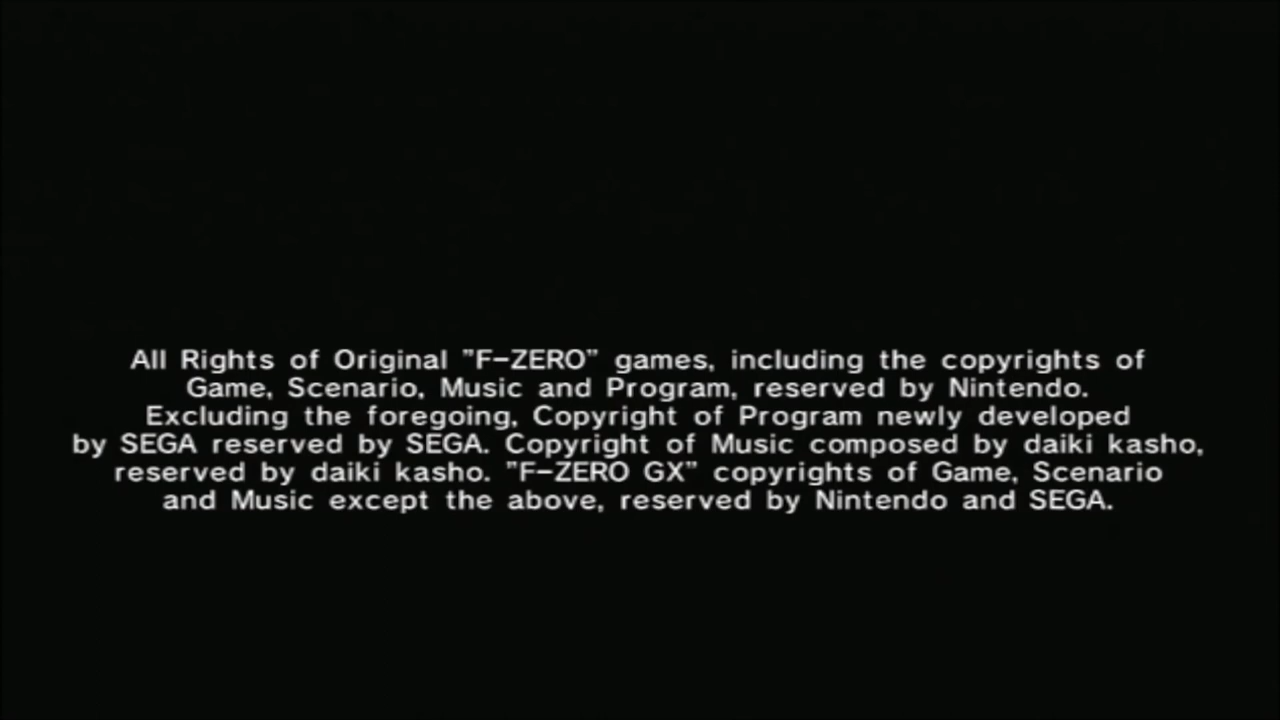 All Rights of Original "F-ZERO" games, including the copyrights of
Game, Scenario, Music and Program, reserved by Nintendo.
Excluding the foregoing, Copyright of Program newly developed
by SEGA reserved by SEGA. Copyright of Music composed by daiki kasho,
reserved by daiki kasho. "F-ZERO GX" copyrights of Game, Scenario
and Music except the above, reserved by Nintendo and SEGA.